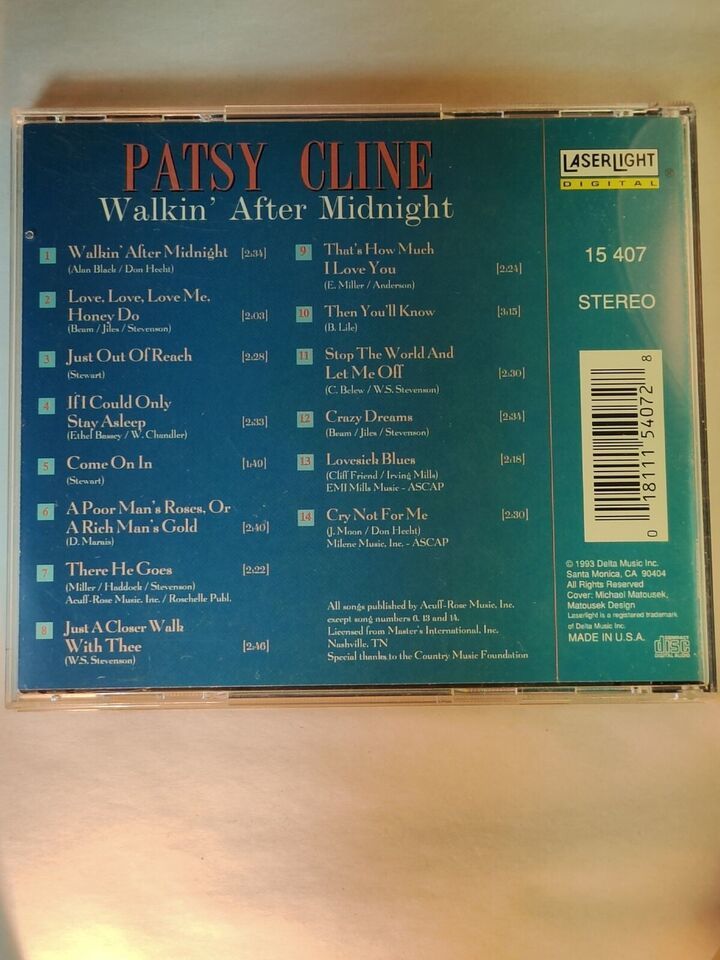 PATSY CLINE
Walkin' After Midnight
1 Walkin' After Midnight [2:34]
(Alan Black / Don Hecht)
2 Love, Love, Love Me,
Honey Do [2:03]
(Beam / Jiles / Stevenson)
3 Just Out Of Reach [2:28]
(Stewart)
4 If I Could Only
Stay Asleep [2:33]
(Ethel Bassey / W. Chandler)
5 Come On In [1:49]
(Stewart)
6 A Poor Man's Roses, Or
A Rich Man's Gold [2:40]
(D. Marais)
7 There He Goes [2:22]
(Miller / Haddock / Stevenson)
Acuff-Rose Music, Inc. / Roschelle Publ.
8 Just A Closer Walk
With Thee [2:46]
(W.S. Stevenson)
9 That's How Much
I Love You [2:24]
(E. Miller / Anderson)
10 Then You'll Know [3:15]
(B. Lile)
11 Stop The World And
Let Me Off [2:30]
(C. Belew / W.S. Stevenson)
12 Crazy Dreams [2:34]
(Beam / Jiles / Stevenson)
13 Lovesick Blues [2:18]
(Cliff Friend / Irving Mills)
EMI Mills Music - ASCAP
14 Cry Not For Me [2:30]
(J. Moon / Don Hecht)
Milene Music, Inc. - ASCAP
All songs published by Acuff-Rose Music, Inc.
except song numbers 6, 13 and 14.
Licensed from Master's International, Inc.
Nashville, TN
Special thanks to the Country Music Foundation
LASERLIGHT ®
DIGITAL
15 407
STEREO
0 18111 54072 8
© 1993 Delta Music Inc.
Santa Monica, CA 90404
All Rights Reserved
Cover: Michael Matousek,
Matousek Design
Laserlight is a registered trademark
of Delta Music Inc.
MADE IN U.S.A.
COMPACT
disc
DIGITAL AUDIO